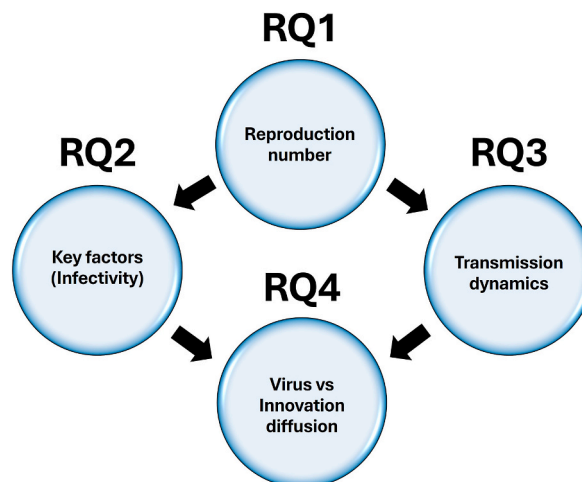 RQ1
Reproduction
number
RQ2
Key factors
(Infectivity)
RQ3
Transmission
dynamics
RQ4
Virus vs
Innovation
diffusion